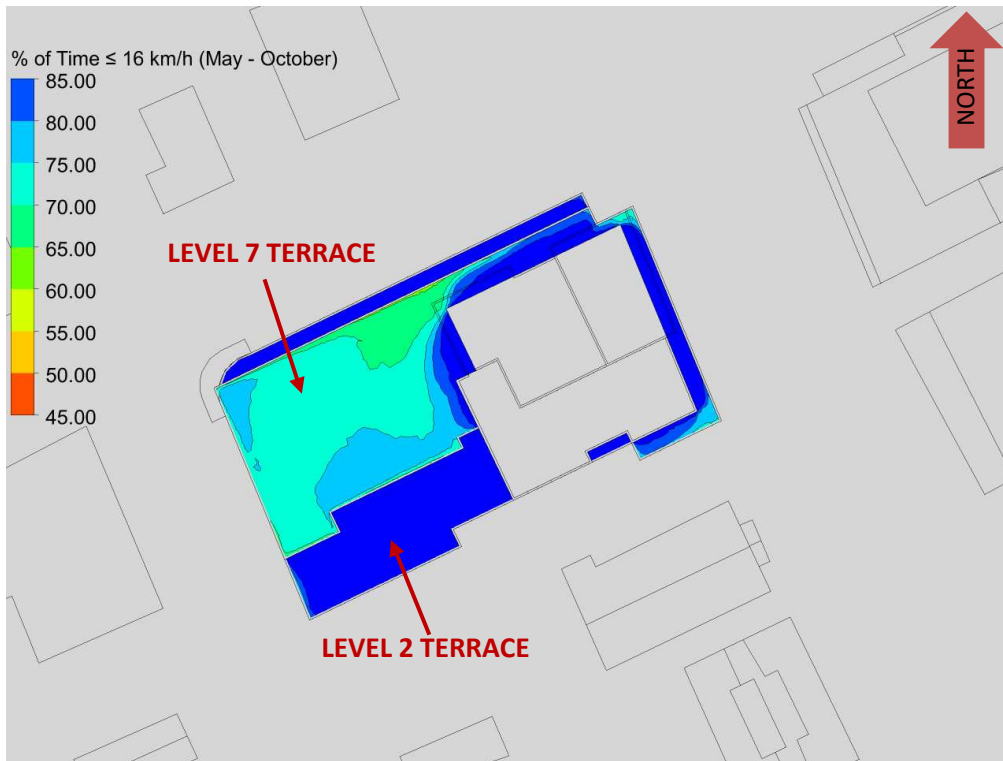 % of Time ≤ 16 km/h (May - October)
85.00
80.00
75.00
70.00
65.00
60.00
55.00
50.00
45.00
NORTH
LEVEL 7 TERRACE
LEVEL 2 TERRACE